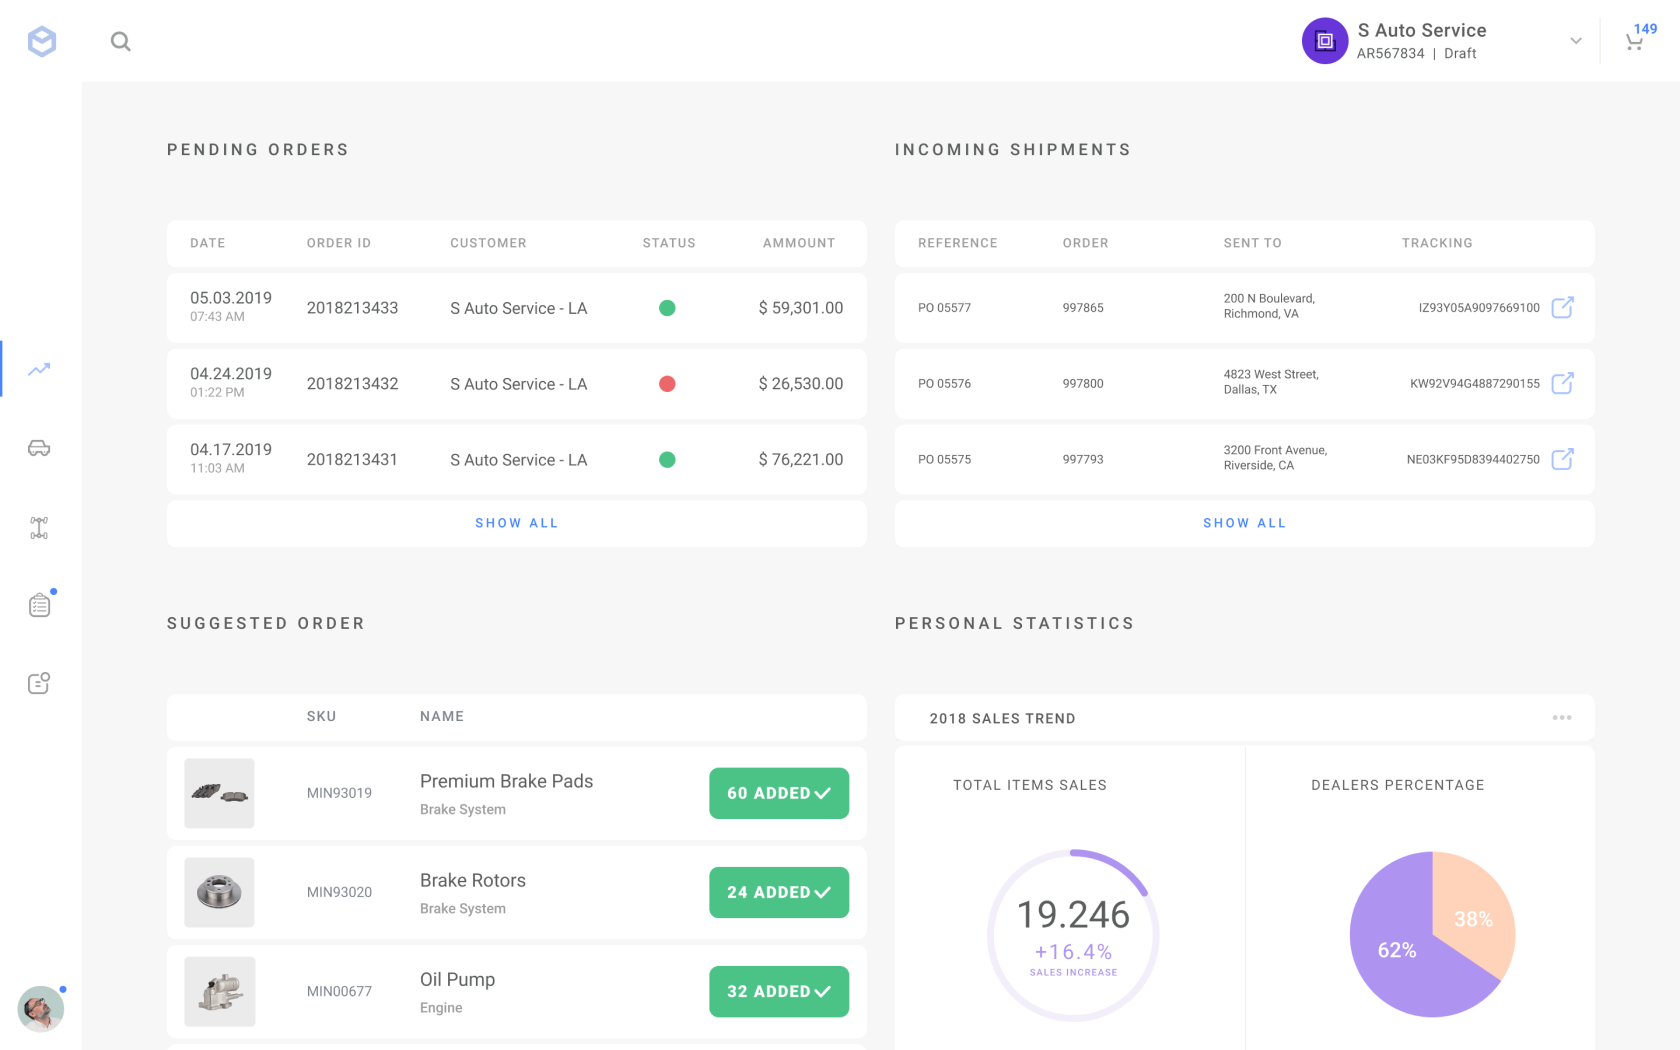 S Auto Service
AR567834 | Draft
149
PENDING ORDERS
DATE ORDER ID CUSTOMER STATUS AMMOUNT
05.03.2019
07:43 AM
2018213433 S Auto Service - LA $ 59,301.00
04.24.2019
01:22 PM
2018213432 S Auto Service - LA $ 26,530.00
04.17.2019
11:03 AM
2018213431 S Auto Service - LA $ 76,221.00
SHOW ALL
INCOMING SHIPMENTS
REFERENCE ORDER SENT TO TRACKING
PO 05577 997865
200 N Boulevard,
Richmond, VA
IZ93Y05A9097669100
PO 05576 997800
4823 West Street,
Dallas, TX
KW92V94G4887290155
PO 05575 997793
3200 Front Avenue,
Riverside, CA
NE03KF95D8394402750
SHOW ALL
SUGGESTED ORDER
SKU NAME
MIN93019
Premium Brake Pads
Brake System
60 ADDED
MIN93020
Brake Rotors
Brake System
24 ADDED
MIN00677
Oil Pump
Engine
32 ADDED
PERSONAL STATISTICS
2018 SALES TREND
TOTAL ITEMS SALES
19.246
+16.4%
SALES INCREASE
DEALERS PERCENTAGE
38%
62%